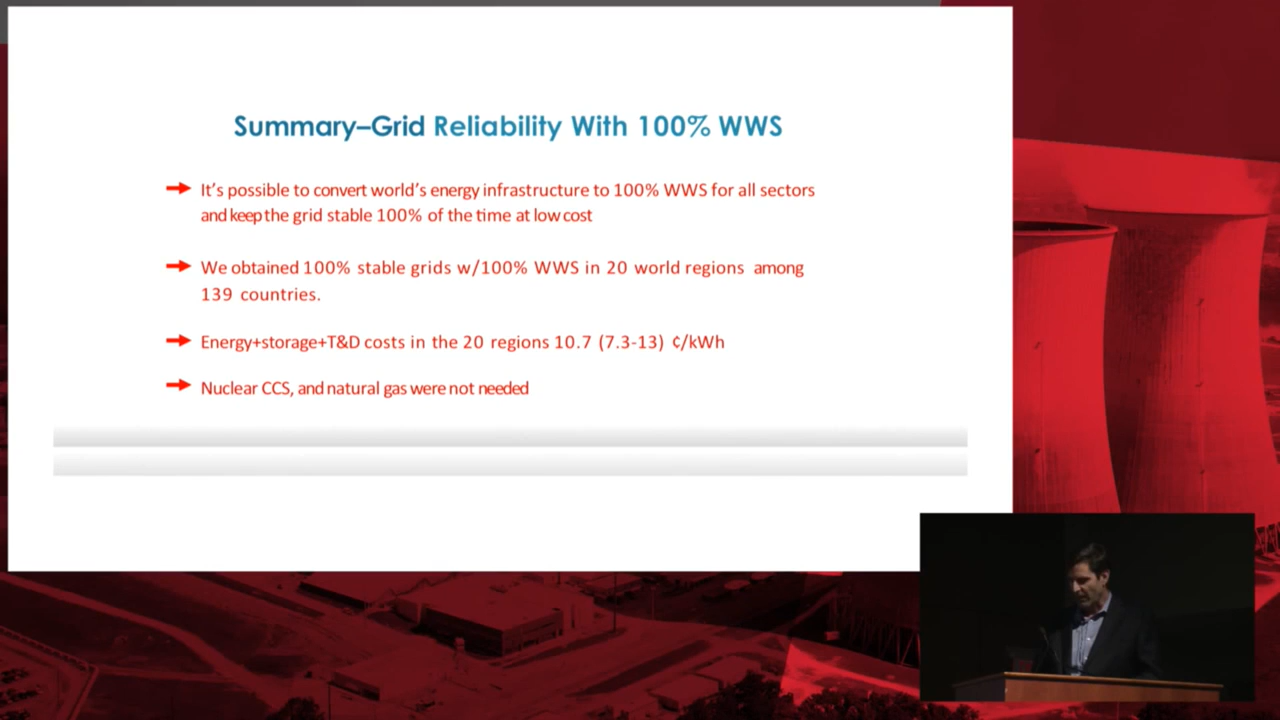 Summary–Grid Reliability With 100% WWS
It's possible to convert world's energy infrastructure to 100% WWS for all sectors
and keep the grid stable 100% of the time at low cost
We obtained 100% stable grids w/100% WWS in 20 world regions among
139 countries.
Energy+storage+T&D costs in the 20 regions 10.7 (7.3-13) ¢/kWh
Nuclear CCS, and natural gas were not needed